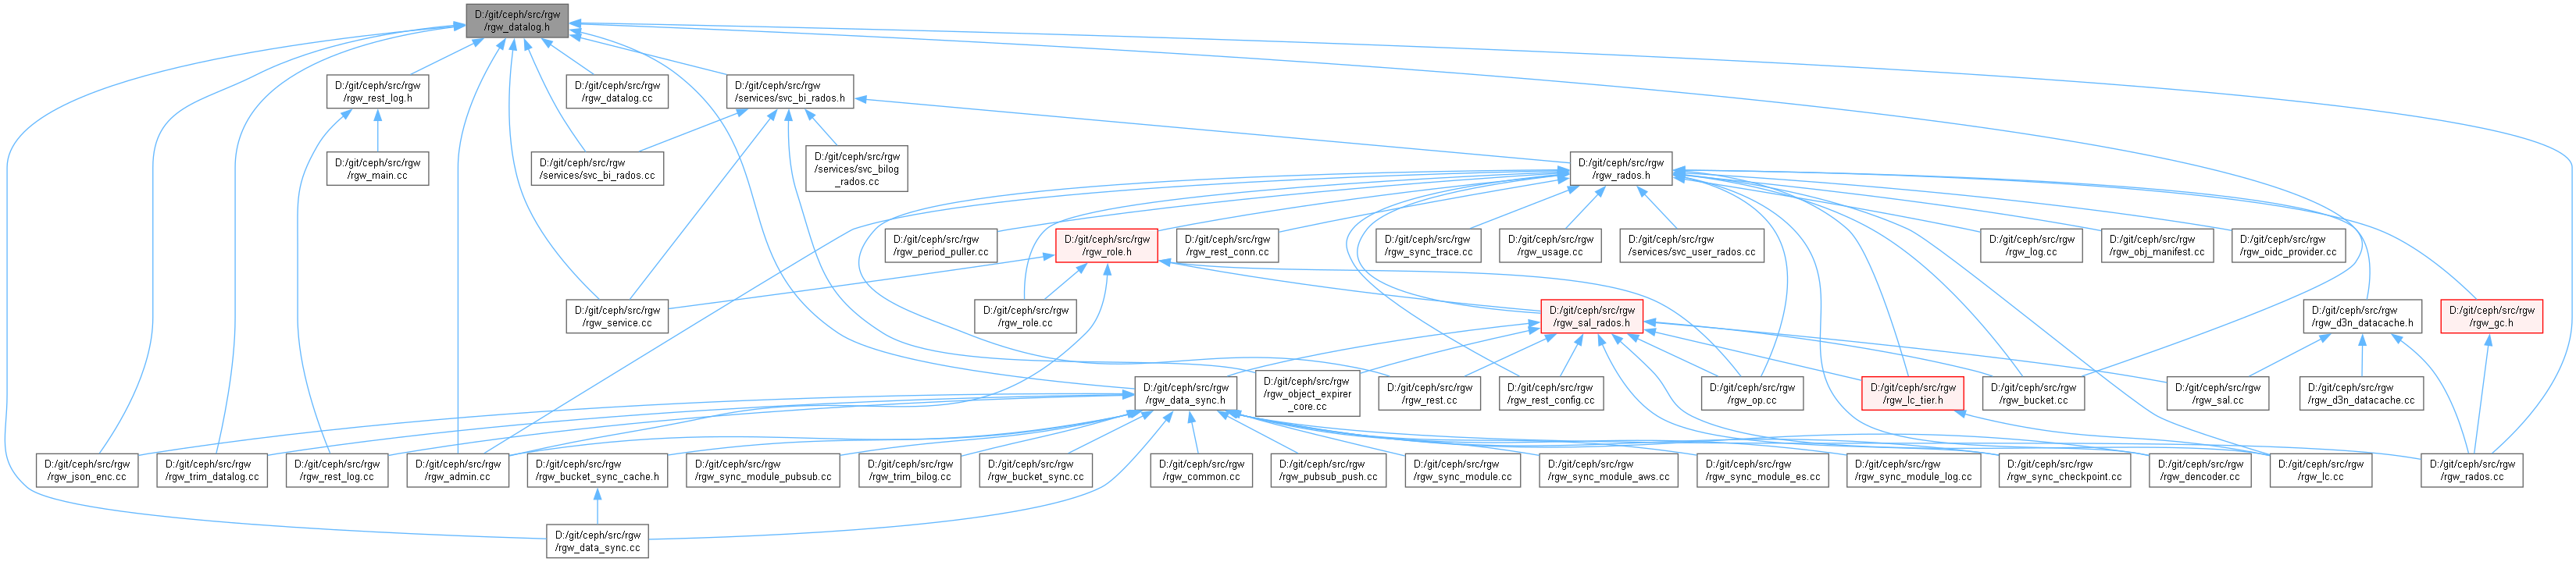 D:/git/ceph/src/rgw
/rgw_datalog.h
D:/git/ceph/src/rgw
/rgw_rest_log.h
D:/git/ceph/src/rgw
/rgw_datalog.cc
D:/git/ceph/src/rgw
/services/svc_bi_rados.h
D:/git/ceph/src/rgw
/rgw_main.cc
D:/git/ceph/src/rgw
/services/svc_bi_rados.cc
D:/git/ceph/src/rgw
/services/svc_bilog
_rados.cc
D:/git/ceph/src/rgw
/rgw_rados.h
D:/git/ceph/src/rgw
/rgw_period_puller.cc
D:/git/ceph/src/rgw
/rgw_role.h
D:/git/ceph/src/rgw
/rgw_rest_conn.cc
D:/git/ceph/src/rgw
/rgw_sync_trace.cc
D:/git/ceph/src/rgw
/rgw_usage.cc
D:/git/ceph/src/rgw
/services/svc_user_rados.cc
D:/git/ceph/src/rgw
/rgw_log.cc
D:/git/ceph/src/rgw
/rgw_obj_manifest.cc
D:/git/ceph/src/rgw
/rgw_oidc_provider.cc
D:/git/ceph/src/rgw
/rgw_service.cc
D:/git/ceph/src/rgw
/rgw_role.cc
D:/git/ceph/src/rgw
/rgw_sal_rados.h
D:/git/ceph/src/rgw
/rgw_d3n_datacache.h
D:/git/ceph/src/rgw
/rgw_gc.h
D:/git/ceph/src/rgw
/rgw_data_sync.h
D:/git/ceph/src/rgw
/rgw_object_expirer
_core.cc
D:/git/ceph/src/rgw
/rgw_rest.cc
D:/git/ceph/src/rgw
/rgw_rest_config.cc
D:/git/ceph/src/rgw
/rgw_op.cc
D:/git/ceph/src/rgw
/rgw_lc_tier.h
D:/git/ceph/src/rgw
/rgw_bucket.cc
D:/git/ceph/src/rgw
/rgw_sal.cc
D:/git/ceph/src/rgw
/rgw_d3n_datacache.cc
D:/git/ceph/src/rgw
/rgw_json_enc.cc
D:/git/ceph/src/rgw
/rgw_trim_datalog.cc
D:/git/ceph/src/rgw
/rgw_rest_log.cc
D:/git/ceph/src/rgw
/rgw_admin.cc
D:/git/ceph/src/rgw
/rgw_bucket_sync_cache.h
D:/git/ceph/src/rgw
/rgw_sync_module_pubsub.cc
D:/git/ceph/src/rgw
/rgw_trim_bilog.cc
D:/git/ceph/src/rgw
/rgw_bucket_sync.cc
D:/git/ceph/src/rgw
/rgw_common.cc
D:/git/ceph/src/rgw
/rgw_pubsub_push.cc
D:/git/ceph/src/rgw
/rgw_sync_module.cc
D:/git/ceph/src/rgw
/rgw_sync_module_aws.cc
D:/git/ceph/src/rgw
/rgw_sync_module_es.cc
D:/git/ceph/src/rgw
/rgw_sync_module_log.cc
D:/git/ceph/src/rgw
/rgw_sync_checkpoint.cc
D:/git/ceph/src/rgw
/rgw_dencoder.cc
D:/git/ceph/src/rgw
/rgw_lc.cc
D:/git/ceph/src/rgw
/rgw_rados.cc
D:/git/ceph/src/rgw
/rgw_data_sync.cc